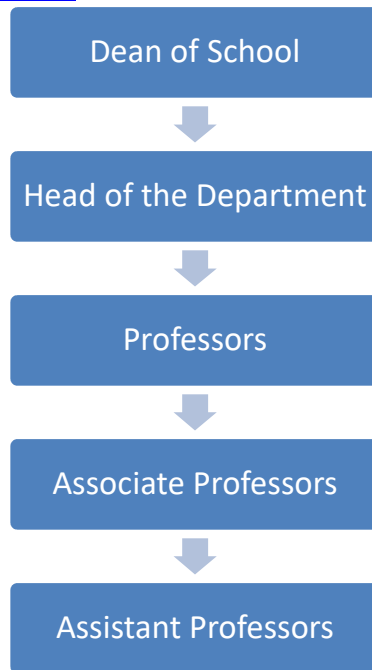 Dean of School
Head of the Department
Professors
Associate Professors
Assistant Professors